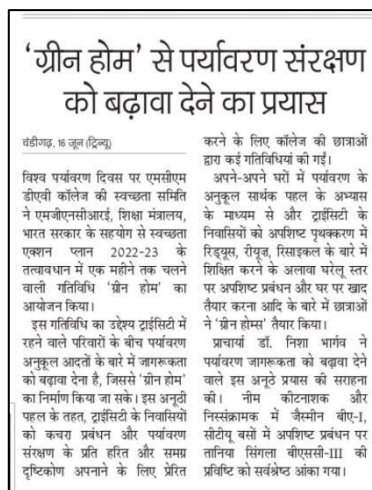 ‘ग्रीन होम’ से पर्यावरण संरक्षण
को बढ़ावा देने का प्रयास
चंडीगढ़, 16 जून (ट्रिन्यू)
विश्व पर्यावरण दिवस पर एमसीएम
डीएवी कॉलेज की स्वच्छता समिति
ने एमजीएनसीआरई, शिक्षा मंत्रालय,
भारत सरकार के सहयोग से स्वच्छता
एक्शन प्लान 2022-23 के
तत्वावधान में एक महीने तक चलने
वाली गतिविधि ‘ग्रीन होम’ का
आयोजन किया।
इस गतिविधि का उद्देश्य ट्राईसिटी में
रहने वाले परिवारों के बीच पर्यावरण
अनुकूल आदतों के बारे में जागरूकता
को बढ़ावा देना है, जिससे ‘ग्रीन होम’
का निर्माण किया जा सके। इस अनूठी
पहल के तहत, ट्राईसिटी के निवासियों
को कचरा प्रबंधन और पर्यावरण
संरक्षण के प्रति हरित और समग्र
दृष्टिकोण अपनाने के लिए प्रेरित
करने के लिए कॉलेज की छात्राओं
द्वारा कई गतिविधियां की गईं।
अपने-अपने घरों में पर्यावरण के
अनुकूल सार्थक पहल के अभ्यास
के माध्यम से और ट्राईसिटी के
निवासियों को अपशिष्ट पृथक्करण में
रिड्यूस, रीयूज, रिसाइकल के बारे में
शिक्षित करने के अलावा घरेलू स्तर
पर अपशिष्ट प्रबंधन और घर पर खाद
तैयार करना आदि के बारे में छात्राओं
ने ‘ग्रीन होम्स’ तैयार किया।
प्राचार्या डॉ. निशा भार्गव ने
पर्यावरण जागरूकता को बढ़ावा देने
वाले इस अनूठे प्रयास की सराहना
की। नीम कीटनाशक और
निस्संक्रामक में जैस्मीन बीए-I,
सीटीयू बसों में अपशिष्ट प्रबंधन पर
तानिया सिंगला बीएससी-III की
प्रविष्टि को सर्वश्रेष्ठ आंका गया।